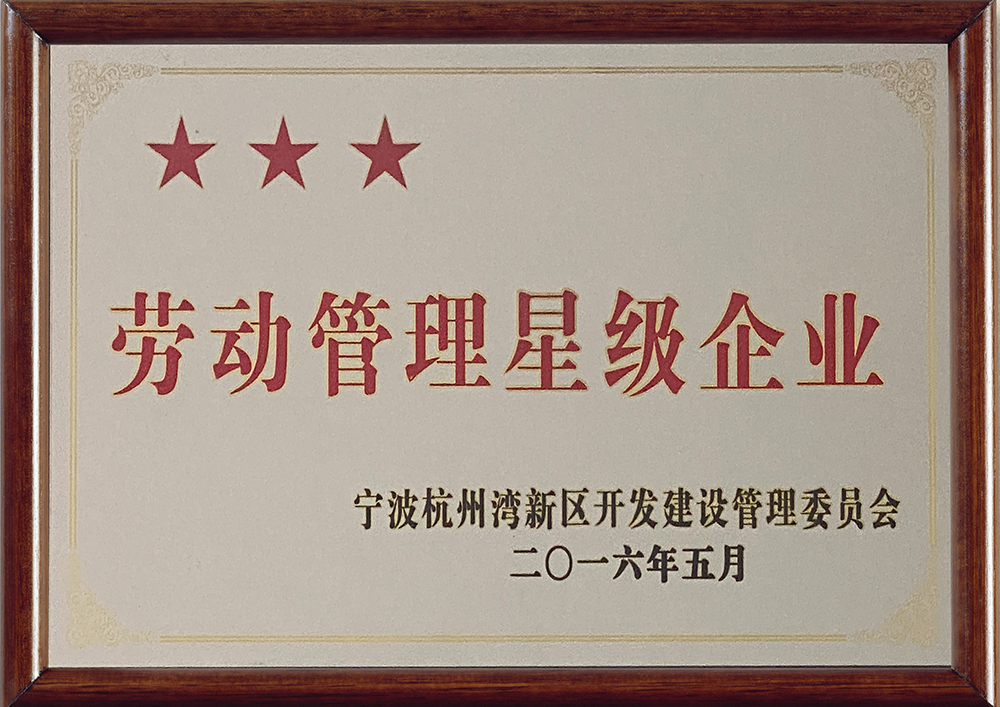 劳动管理星级企业
宁波杭州湾新区开发建设管理委员会
二〇一六年五月